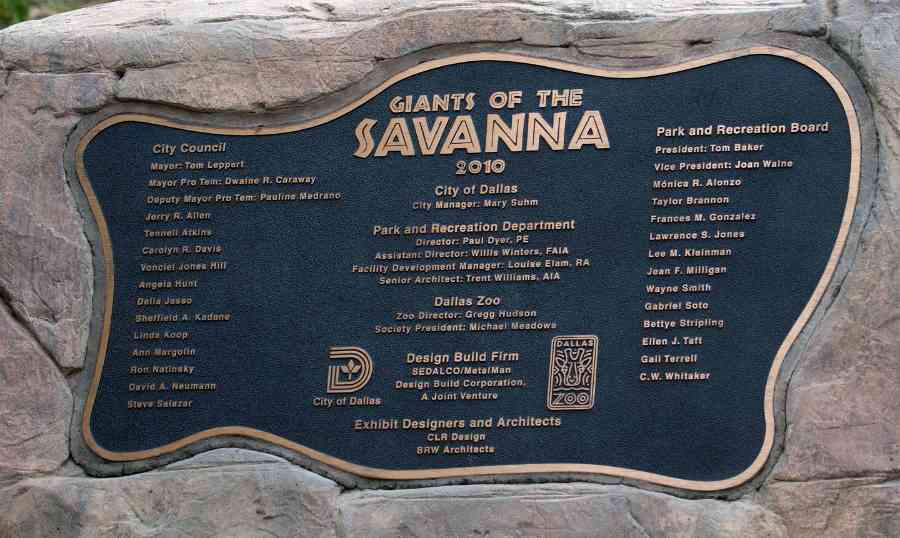 GIANTS OF THE
SAVANNA
2010
City Council
Mayor: Tom Leppert
Mayor Pro Tem: Dwaine R. Caraway
Deputy Mayor Pro Tem: Pauline Medrano
Jerry R. Allen
Tennell Atkins
Carolyn R. Davis
Vonciel Jones Hill
Angela Hunt
Delia Jasso
Sheffield A. Kadane
Linda Koop
Ann Margolin
Ron Natinsky
David A. Neumann
Steve Salazar
City of Dallas
City Manager: Mary Suhm
Park and Recreation Department
Director: Paul Dyer, PE
Assistant Director: Willis Winters, FAIA
Facility Development Manager: Louise Elam, RA
Senior Architect: Trent Williams, AIA
Dallas Zoo
Zoo Director: Gregg Hudson
Society President: Michael Meadows
Design Build Firm
SEDALCO/MetalMan
Design Build Corporation,
A Joint Venture
City of Dallas
DALLAS
ZOO
Exhibit Designers and Architects
CLR Design
BRW Architects
Park and Recreation Board
President: Tom Baker
Vice President: Joan Walne
Mónica R. Alonzo
Taylor Brannon
Frances M. Gonzalez
Lawrence S. Jones
Lee M. Kleinman
Joan F. Milligan
Wayne Smith
Gabriel Soto
Bettye Stripling
Ellen J. Taft
Gail Terrell
C.W. Whitaker